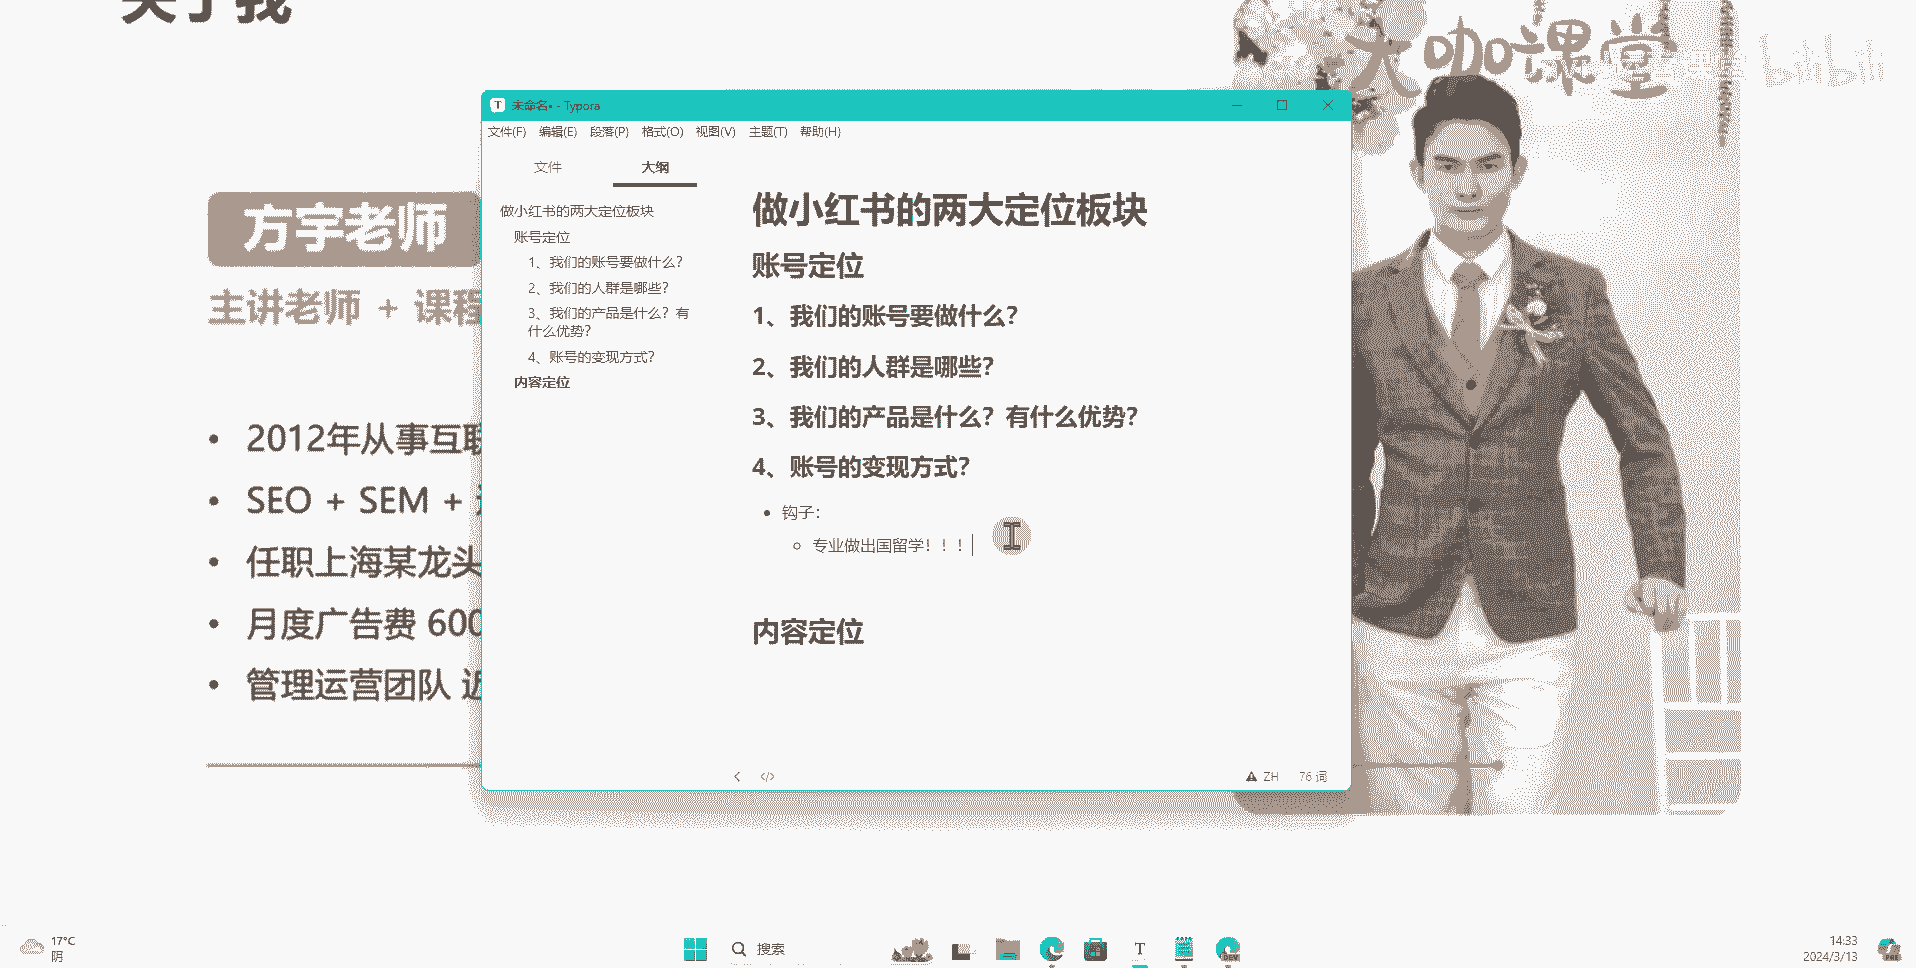 关于我
大咖课堂 bilibili
方宇老师
主讲老师 + 课程
2012年从事互联
SEO + SEM +
任职上海某龙头
月度广告费 600
管理运营团队 近
未命名• - Typora
文件(F) 编辑(E) 段落(P) 格式(O) 视图(V) 主题(T) 帮助(H)
文件 大纲
做小红书的两大定位板块
账号定位
1、我们的账号要做什么？
2、我们的人群是哪些？
3、我们的产品是什么？有
什么优势？
4、账号的变现方式？
内容定位
做小红书的两大定位板块
账号定位
1、我们的账号要做什么？
2、我们的人群是哪些？
3、我们的产品是什么？有什么优势？
4、账号的变现方式？
钩子：
专业做出国留学！！！
内容定位
ZH 76 词
17°C
阴
搜索
14:33
2024/3/13